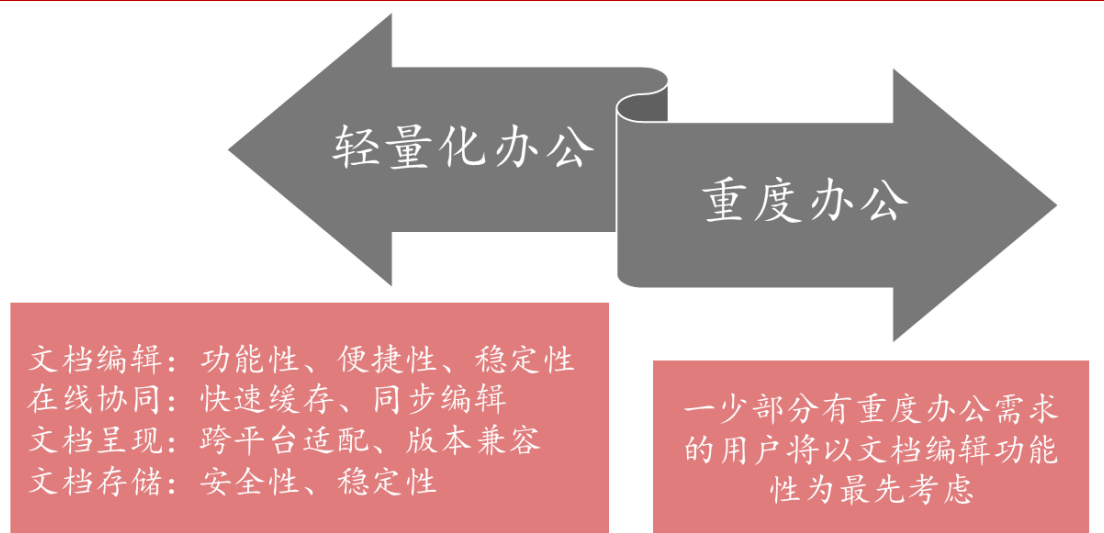 轻量化办公
重度办公
文档编辑：功能性、便捷性、稳定性
在线协同：快速缓存、同步编辑
文档呈现：跨平台适配、版本兼容
文档存储：安全性、稳定性
一少部分有重度办公需求
的用户将以文档编辑功能
性为最先考虑